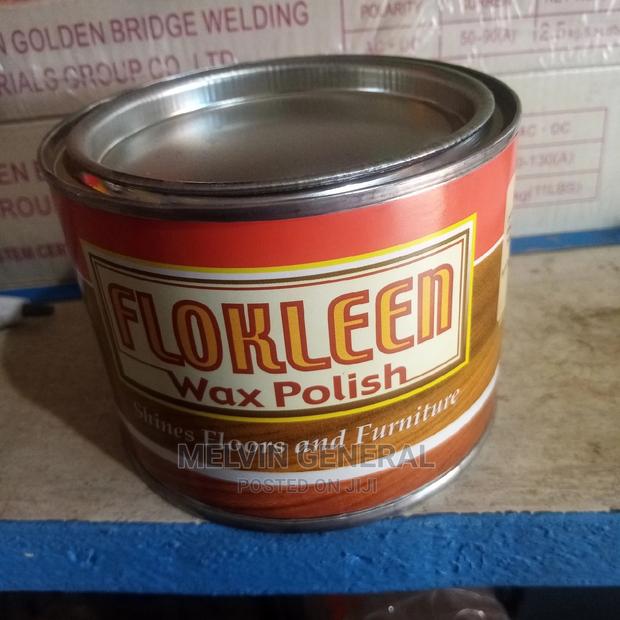 N GOLDEN BRIDGE WELDING
RIALS GROUP CO., LTD
POLARITY
AC - DC
50-90(A)
AC - DC
-130(A)
(11LBS)
FLOKLEEN
Wax Polish
Shines Floors and Furniture
MELVIN GENERAL
POSTED ON JIJI